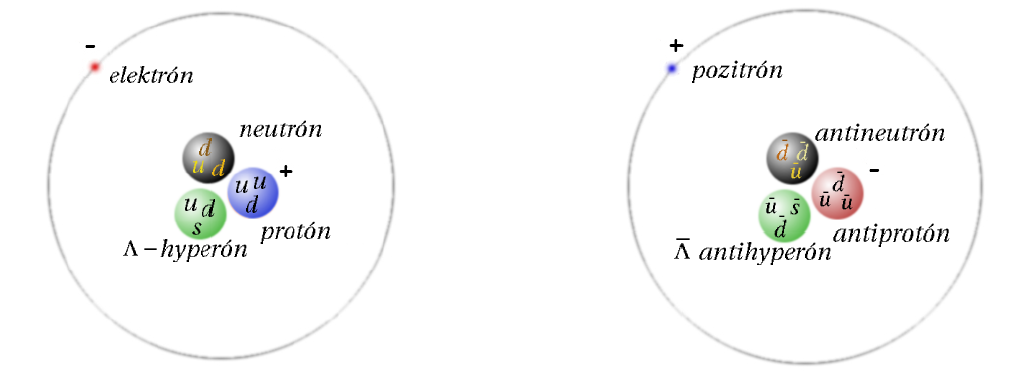 -
elektrón
neutrón
d
u d
+
u u
d
u d
s
protón
Λ – hyperón
+
pozitrón
antineutrón
d̄ d̄
ū
-
d̄
ū ū
ū s̄
d̄
antiprotón
Λ̄ antihyperón